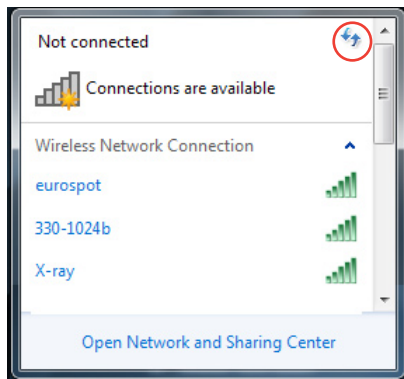 Not connected
Connections are available
Wireless Network Connection
eurospot
330-1024b
X-ray
Open Network and Sharing Center